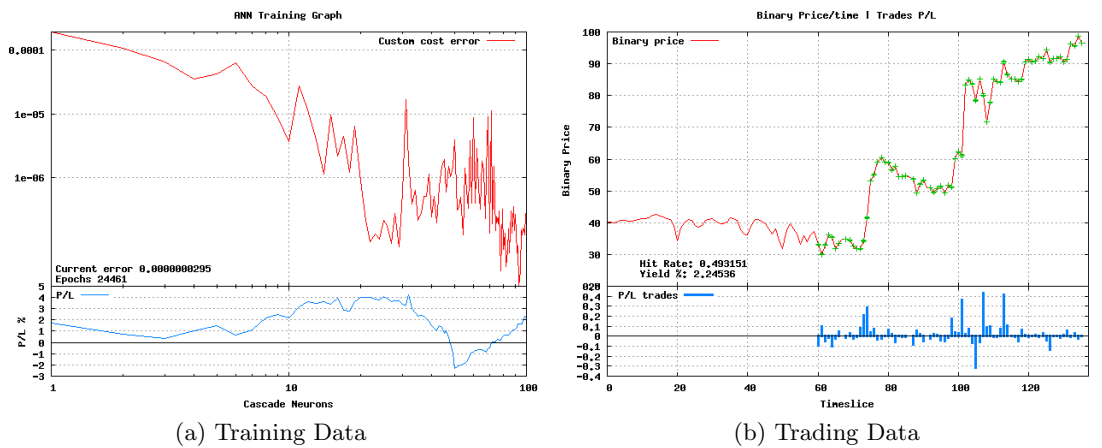 ANN Training Graph
Custom cost error
0.0001
1e-05
1e-06
Current error 0.0000000295
Epochs 24461
5
4
3
2
1
0
-1
-2
-3
P/L
P/L %
1
10
100
Cascade Neurons
(a) Training Data
Binary Price/time | Trades P/L
Binary price
100
90
80
70
60
50
40
30
Binary Price
Hit Rate: 0.493151
Yield %: 2.24536
P/L trades
0.4
0.3
0.2
0.1
0
-0.1
-0.2
-0.3
-0.4
0
20
40
60
80
100
120
Timeslice
(b) Trading Data